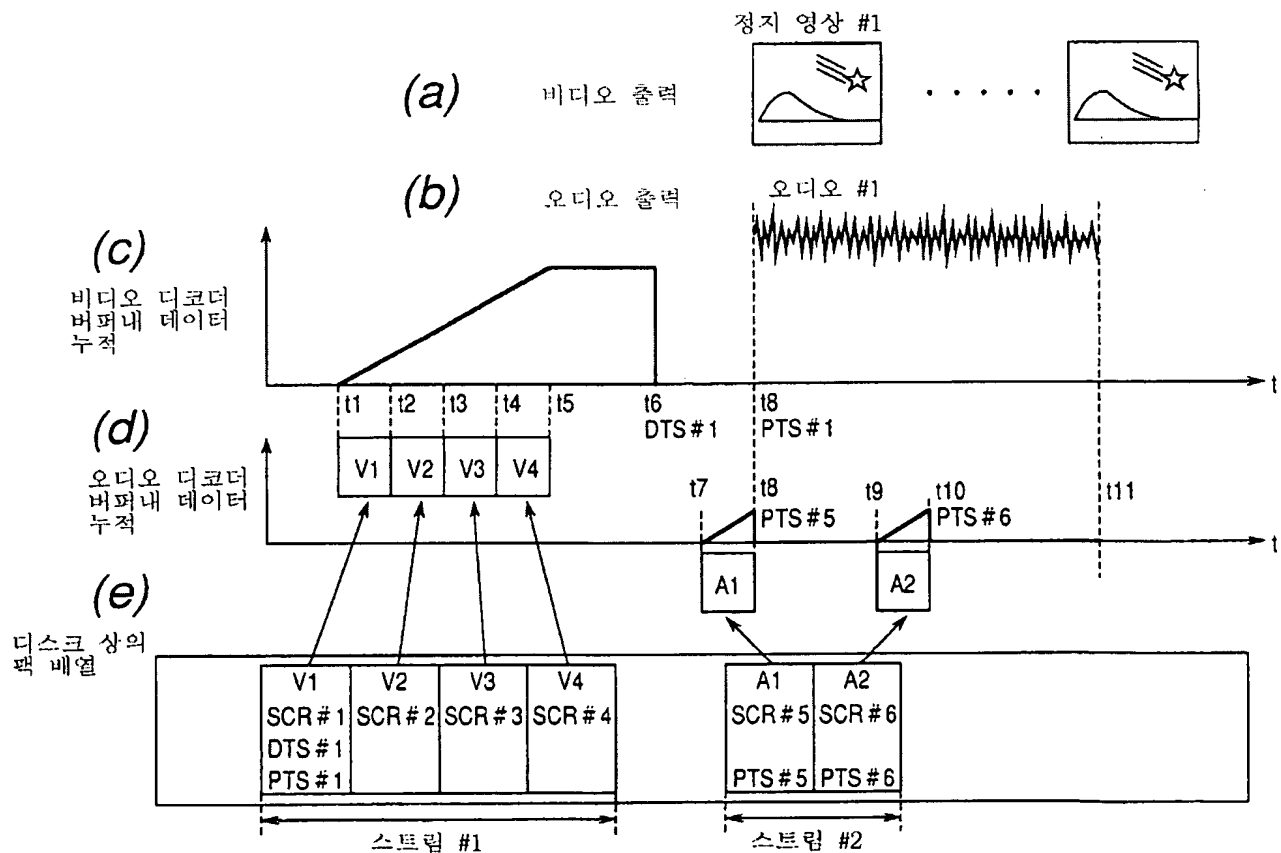 정지 영상 #1
(a)
비디오 출력
(b)
오디오 출력
오디오 #1
(c)
비디오 디코더
버퍼내 데이터
누적
t
t1 t2 t3 t4 t5 t6 t8
DTS#1 PTS#1
V1 V2 V3 V4
(d)
오디오 디코더
버퍼내 데이터
누적
t7 t8 t9 t10 t11
PTS#5 PTS#6
t
A1 A2
(e)
디스크 상의
팩 배열
V1 V2 V3 V4 A1 A2
SCR#1 SCR#2 SCR#3 SCR#4 SCR#5 SCR#6
DTS#1
PTS#1 PTS#5 PTS#6
스트림 #1 스트림 #2